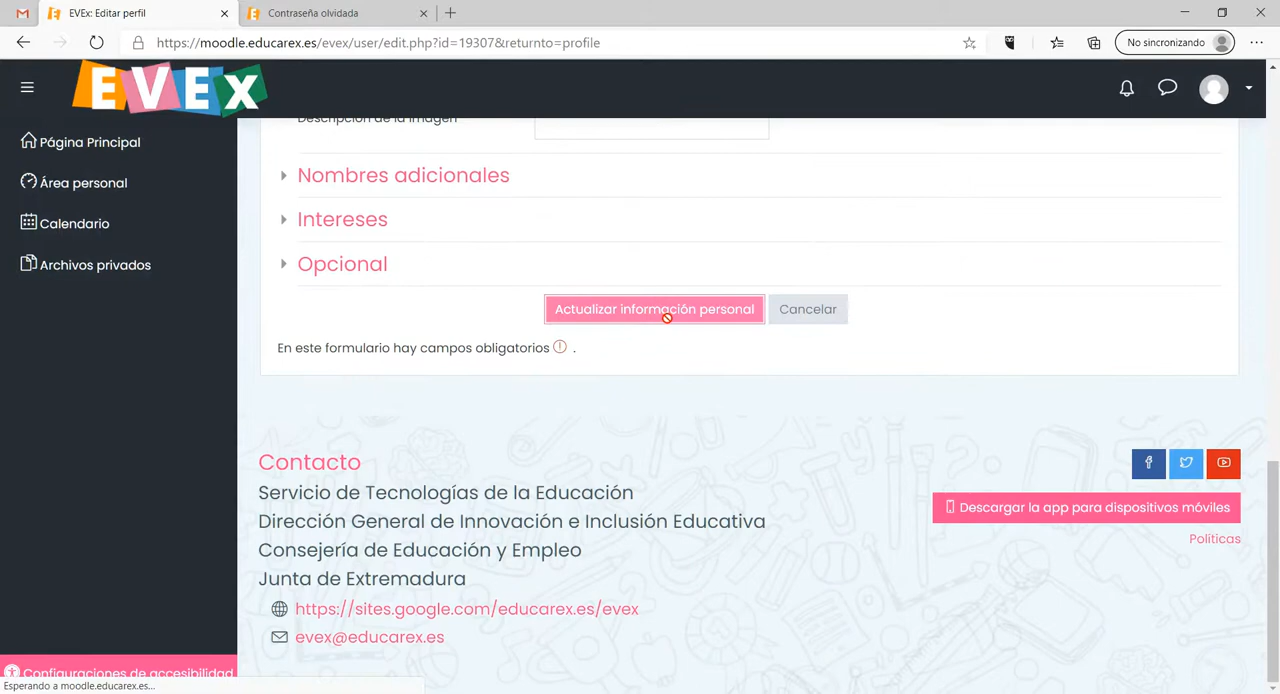 EVEx: Editar perfil
Contraseña olvidada
https://moodle.educarex.es/evex/user/edit.php?id=19307&returnto=profile
No sincronizando
EVEx
Página Principal
Área personal
Calendario
Archivos privados
Descripción de la imagen
Nombres adicionales
Intereses
Opcional
Actualizar información personal
Cancelar
En este formulario hay campos obligatorios .
Contacto
Servicio de Tecnologías de la Educación
Dirección General de Innovación e Inclusión Educativa
Consejería de Educación y Empleo
Junta de Extremadura
https://sites.google.com/educarex.es/evex
evex@educarex.es
Descargar la app para dispositivos móviles
Políticas
Configuraciones de accesibilidad
Esperando a moodle.educarex.es...